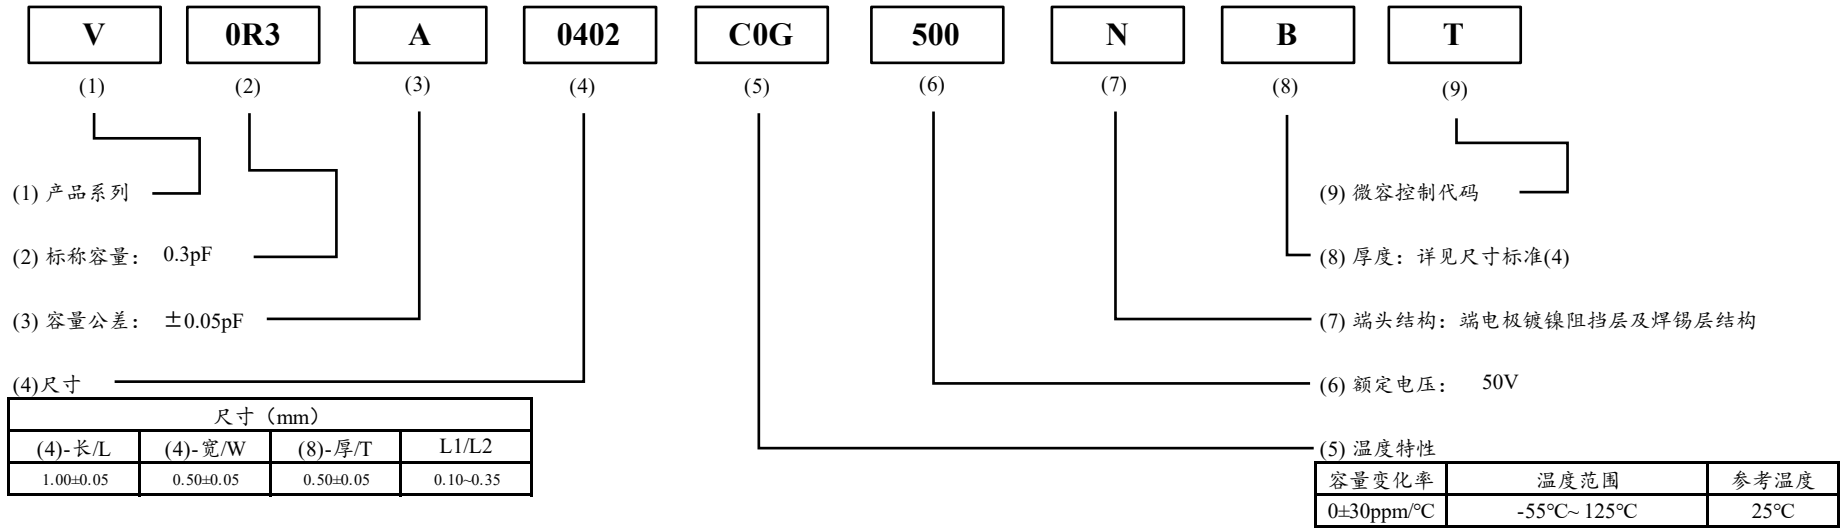 V 0R3 A 0402 C0G 500 N B T
(1) (2) (3) (4) (5) (6) (7) (8) (9)
(1) 产品系列
(9) 微容控制代码
(2) 标称容量： 0.3pF
(8) 厚度：详见尺寸标准(4)
(3) 容量公差： ±0.05pF
(7) 端头结构：端电极镀镍阻挡层及焊锡层结构
(4)尺寸
(6) 额定电压： 50V
尺寸（mm）
(4)-长/L (4)-宽/W (8)-厚/T L1/L2
1.00±0.05 0.50±0.05 0.50±0.05 0.10~0.35
(5) 温度特性
容量变化率 温度范围 参考温度
0±30ppm/℃ -55℃~ 125℃ 25℃